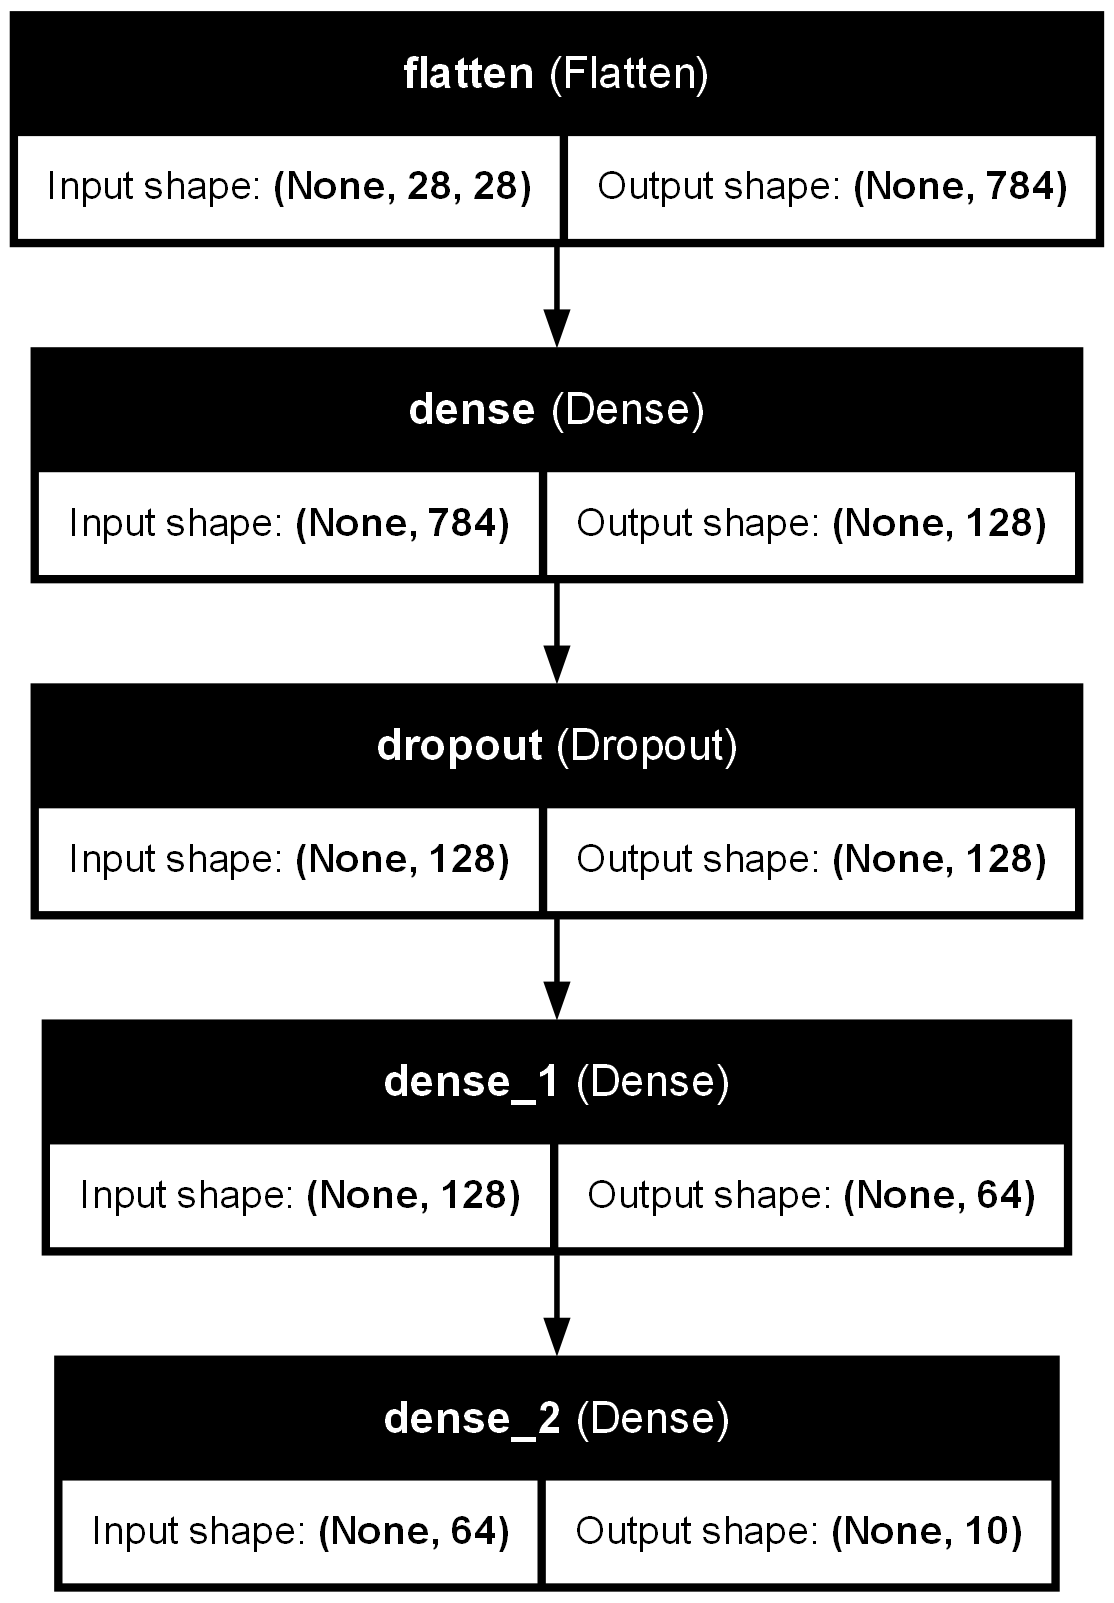 flatten (Flatten)
Input shape: (None, 28, 28) Output shape: (None, 784)
dense (Dense)
Input shape: (None, 784) Output shape: (None, 128)
dropout (Dropout)
Input shape: (None, 128) Output shape: (None, 128)
dense_1 (Dense)
Input shape: (None, 128) Output shape: (None, 64)
dense_2 (Dense)
Input shape: (None, 64) Output shape: (None, 10)